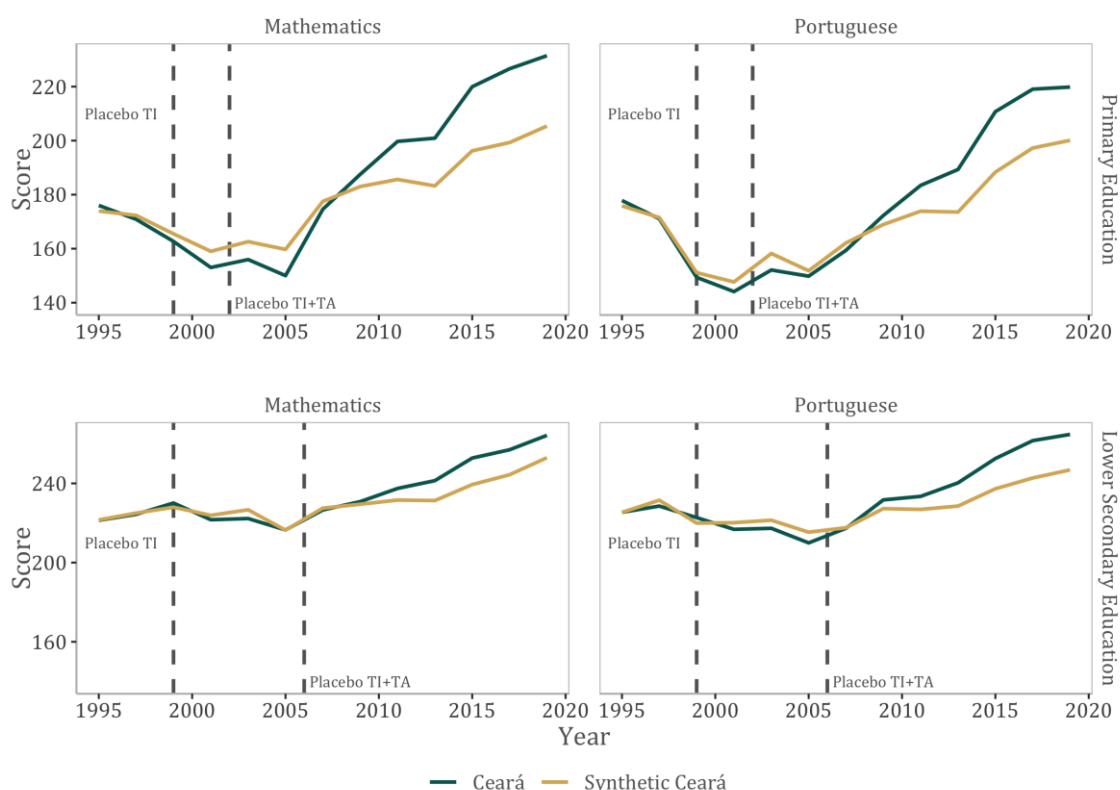 Mathematics
Portuguese
220
200
180
160
140
Score
Placebo TI
Placebo TI+TA
1995 2000 2005 2010 2015 2020
Placebo TI
Placebo TI+TA
1995 2000 2005 2010 2015 2020
Primary Education
Mathematics
Portuguese
240
200
160
Score
Placebo TI
Placebo TI+TA
1995 2000 2005 2010 2015 2020
Placebo TI
Placebo TI+TA
1995 2000 2005 2010 2015 2020
Lower Secondary Education
Year
Ceará Synthetic Ceará